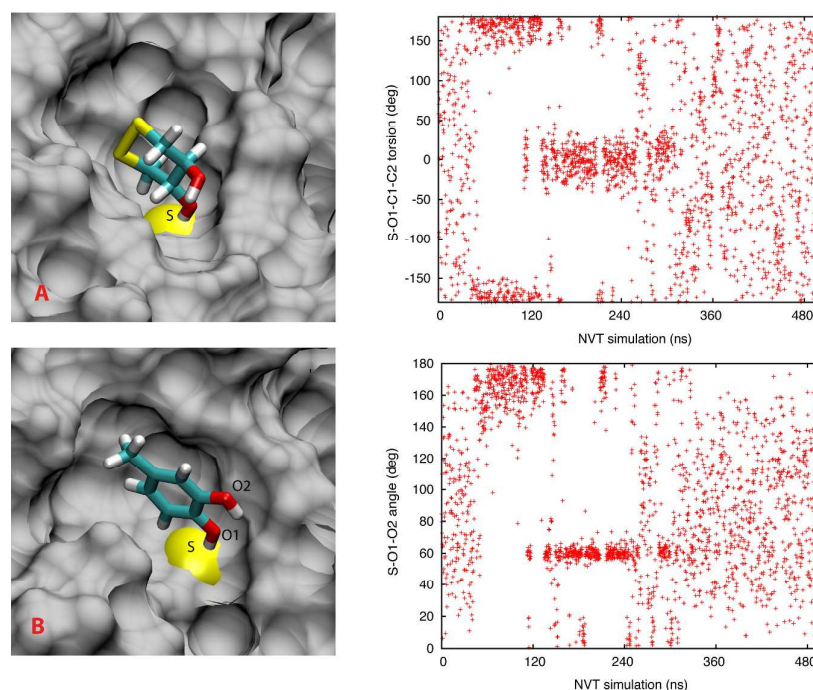 S
A
S-O1-C1-C2 torsion (deg)
150
100
50
0
-50
-100
-150
0
120
240
360
480
NVT simulation (ns)
O2
O1
S
B
S-O1-O2 angle (deg)
180
160
140
120
100
80
60
40
20
0
0
120
240
360
480
NVT simulation (ns)